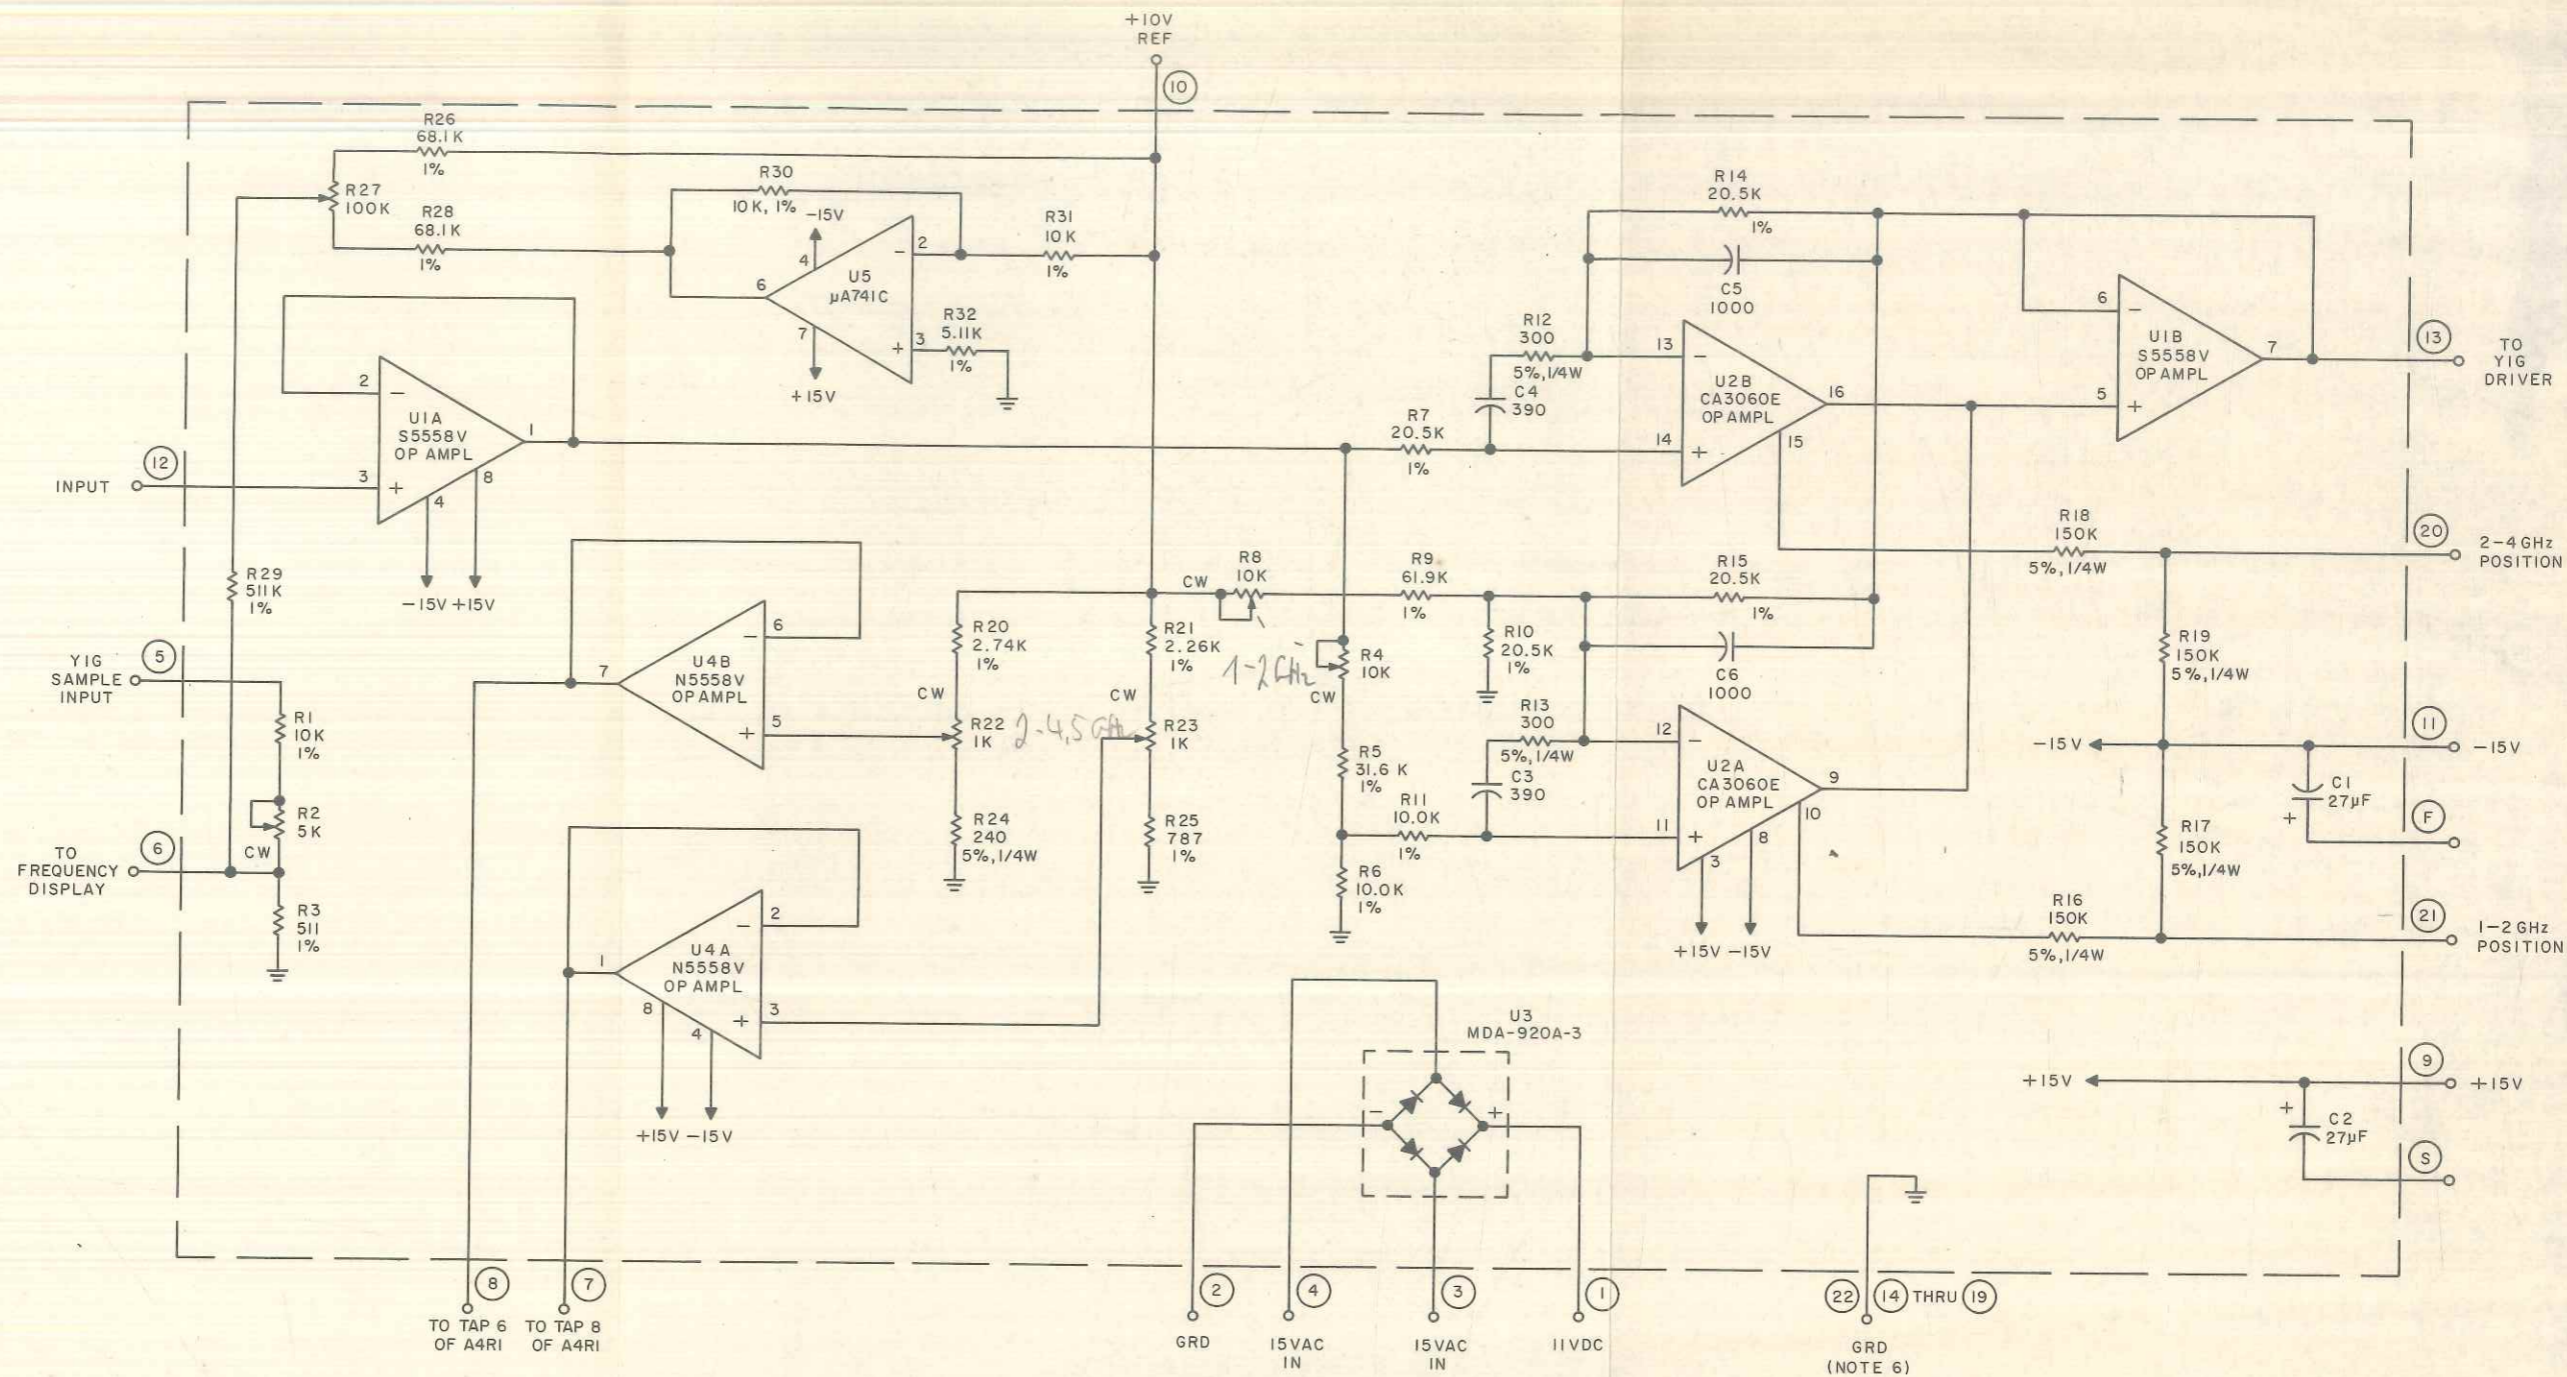 +10V
REF
10
R26
68.1K
1%
R27
100K
R28
68.1K
1%
R30
10K, 1%
-15V
4
6
U5
µA741C
7
+15V
2
-
3
+
R31
10K
1%
R32
5.11K
1%
2
-
U1A
S5558V
OP AMPL
1
3
+
8
4
-15V +15V
12
INPUT
R29
511K
1%
5
YIG
SAMPLE
INPUT
R1
10K
1%
R2
5K
CW
6
TO
FREQUENCY
DISPLAY
R3
511
1%
6
-
7
U4B
N5558V
OP AMPL
5
+
R20
2.74K
1%
CW
R22
1K
2-4,5 GHz
R24
240
5%, 1/4W
R21
2.26K
1%
CW
R23
1K
R25
787
1%
2
-
1
U4A
N5558V
OP AMPL
3
+
8
4
+15V -15V
CW
R8
10K
1-2 GHz
R4
10K
CW
R5
31.6 K
1%
R6
10.0K
1%
R7
20.5K
1%
R9
61.9K
1%
R10
20.5K
1%
R11
10.0K
1%
R12
300
5%, 1/4W
C4
390
R13
300
5%, 1/4W
C3
390
R14
20.5K
1%
C5
1000
13
-
U2B
CA3060E
OP AMPL
16
14
+
15
R15
20.5K
1%
C6
1000
12
-
U2A
CA3060E
OP AMPL
9
11
+
10
8
3
+15V -15V
6
-
U1B
S5558V
OP AMPL
7
5
+
13
TO
YIG
DRIVER
R18
150K
5%, 1/4W
20
2-4 GHz
POSITION
R19
150K
5%, 1/4W
11
-15V
-15V
C1
27µF
+
F
R17
150K
5%, 1/4W
R16
150K
5%, 1/4W
21
1-2 GHz
POSITION
9
+15V
+15V
+
C2
27µF
S
U3
MDA-920A-3
-
+
8
TO TAP 6
OF A4R1
7
TO TAP 8
OF A4R1
2
GRD
4
15VAC
IN
3
15VAC
IN
1
11VDC
22 14 THRU 19
GRD
(NOTE 6)